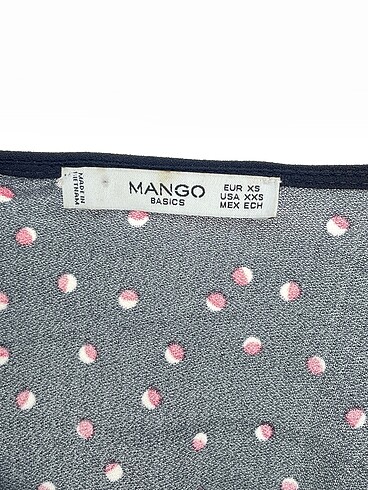 MADE IN
VIETNAM
MANGO
BASICS
EUR XS
USA XXS
MEX ECH